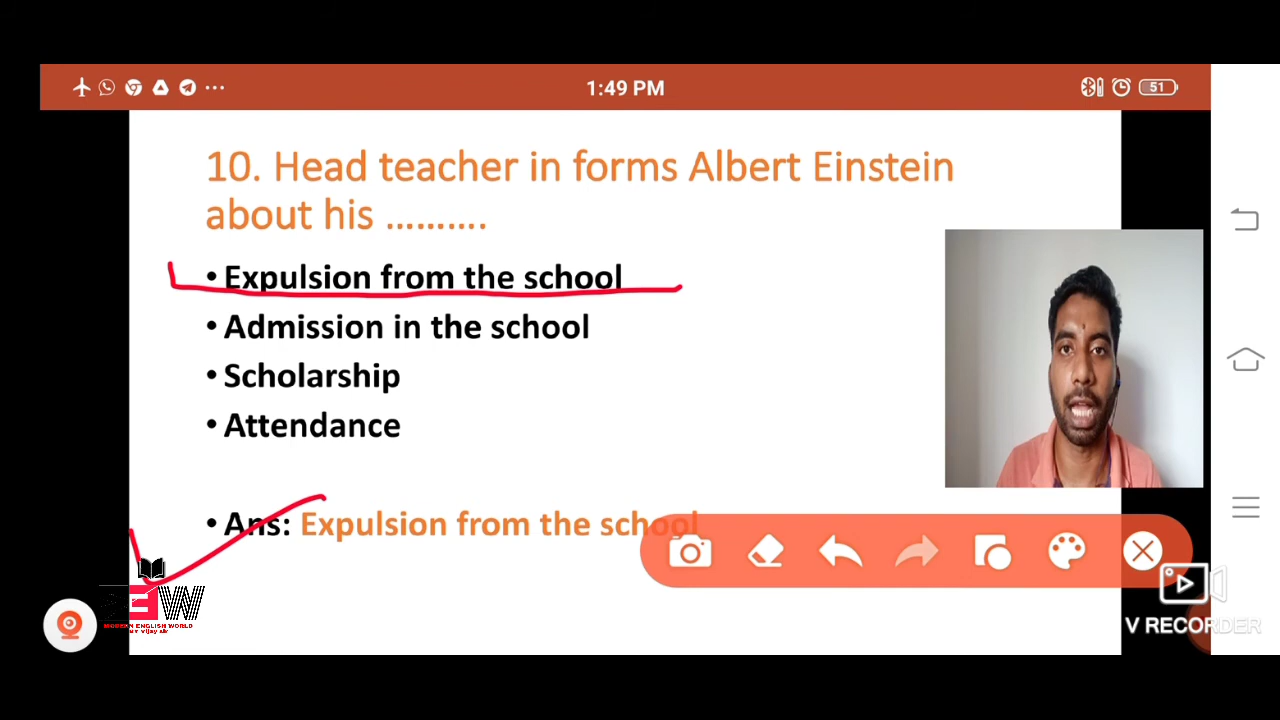 1:49 PM
51
10. Head teacher in forms Albert Einstein
about his ..........
• Expulsion from the school
• Admission in the school
• Scholarship
• Attendance
• Ans: Expulsion from the school
MODERN ENGLISH WORLD
V RECORDER